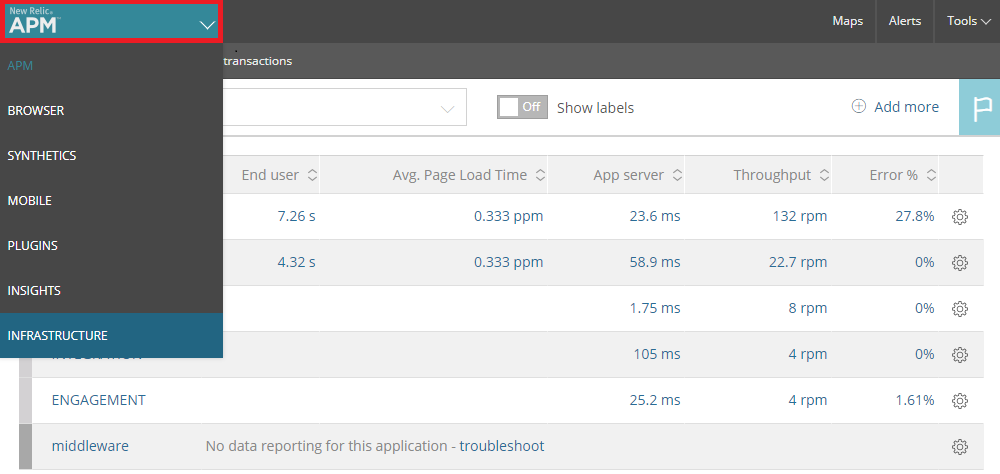 New Relic.
APM™
Maps
Alerts
Tools
APM
transactions
BROWSER
Off
Show labels
Add more
SYNTHETICS
End user
Avg. Page Load Time
App server
Throughput
Error %
MOBILE
7.26 s
0.333 ppm
23.6 ms
132 rpm
27.8%
PLUGINS
4.32 s
0.333 ppm
58.9 ms
22.7 rpm
0%
INSIGHTS
1.75 ms
8 rpm
0%
INFRASTRUCTURE
INTEGRATION
105 ms
4 rpm
0%
ENGAGEMENT
25.2 ms
4 rpm
1.61%
middleware
No data reporting for this application - troubleshoot